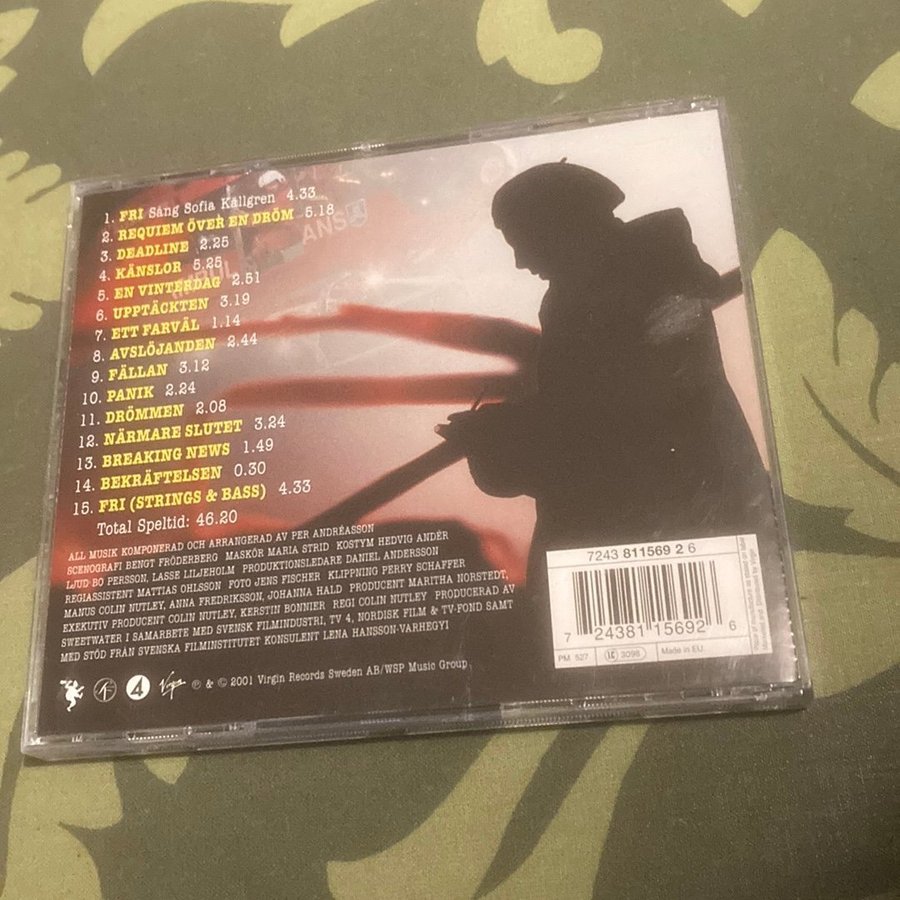 1. FRI Sång Sofia Källgren 4.33
2. REQUIEM ÖVER EN DRÖM 5.18
3. DEADLINE 2.25
4. KÄNSLOR 5.25
5. EN VINTERDAG 2.51
6. UPPTÄCKTEN 3.19
7. ETT FARVÄL 1.14
8. AVSLÖJANDEN 2.44
9. FÄLLAN 3.12
10. PANIK 2.24
11. DRÖMMEN 2.08
12. NÄRMARE SLUTET 3.24
13. BREAKING NEWS 1.49
14. BEKRÄFTELSEN 0.30
15. FRI (STRINGS & BASS) 4.33
Total Speltid: 46.20
ALL MUSIK KOMPONERAD OCH ARRANGERAD AV PER ANDRÉASSON
SCENOGRAFI BENGT FRÖDERBERG MASKÖR MARIA STRID KOSTYM HEDVIG ANDÉR
LJUD BO PERSSON, LASSE LILJEHOLM PRODUKTIONSLEDARE DANIEL ANDERSSON
REGIASSISTENT MATTIAS OHLSSON FOTO JENS FISCHER KLIPPNING PERRY SCHAFFER
MANUS COLIN NUTLEY, ANNA FREDRIKSSON, JOHANNA HALD PRODUCENT MARITHA NORSTEDT,
EXEKUTIV PRODUCENT COLIN NUTLEY, KERSTIN BONNIER REGI COLIN NUTLEY PRODUCERAD AV
SWEETWATER I SAMARBETE MED SVENSK FILMINDUSTRI, TV 4, NORDISK FILM & TV-FOND SAMT
MED STÖD FRÅN SVENSKA FILMINSTITUTET KONSULENT LENA HANSSON-VARHEGYI
4 Virgin ℗ & © 2001 Virgin Records Sweden AB/WSP Music Group
ANS
7243 811569 2 6
7 24381 15692 6
PM 527 LC 3098 Made in EU.